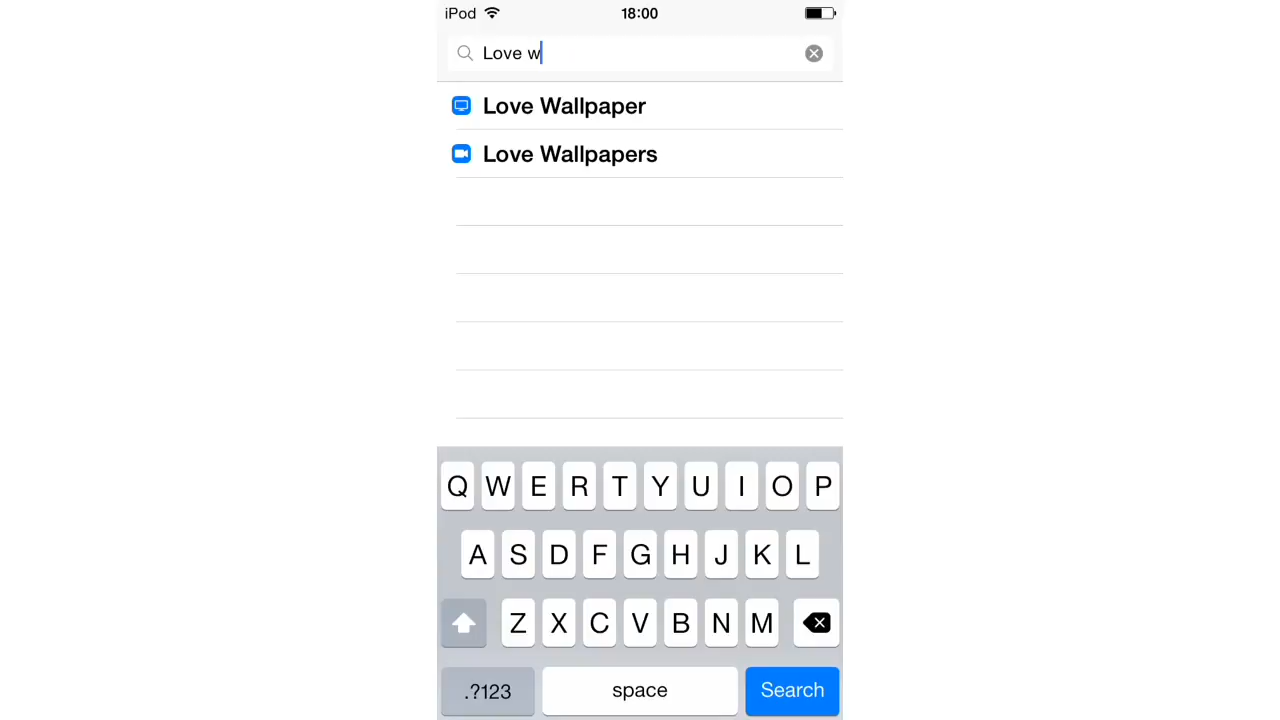 iPod 18:00
Love w
Love Wallpaper
Love Wallpapers
Q W E R T Y U I O P
A S D F G H J K L
Z X C V B N M
.?123 space Search